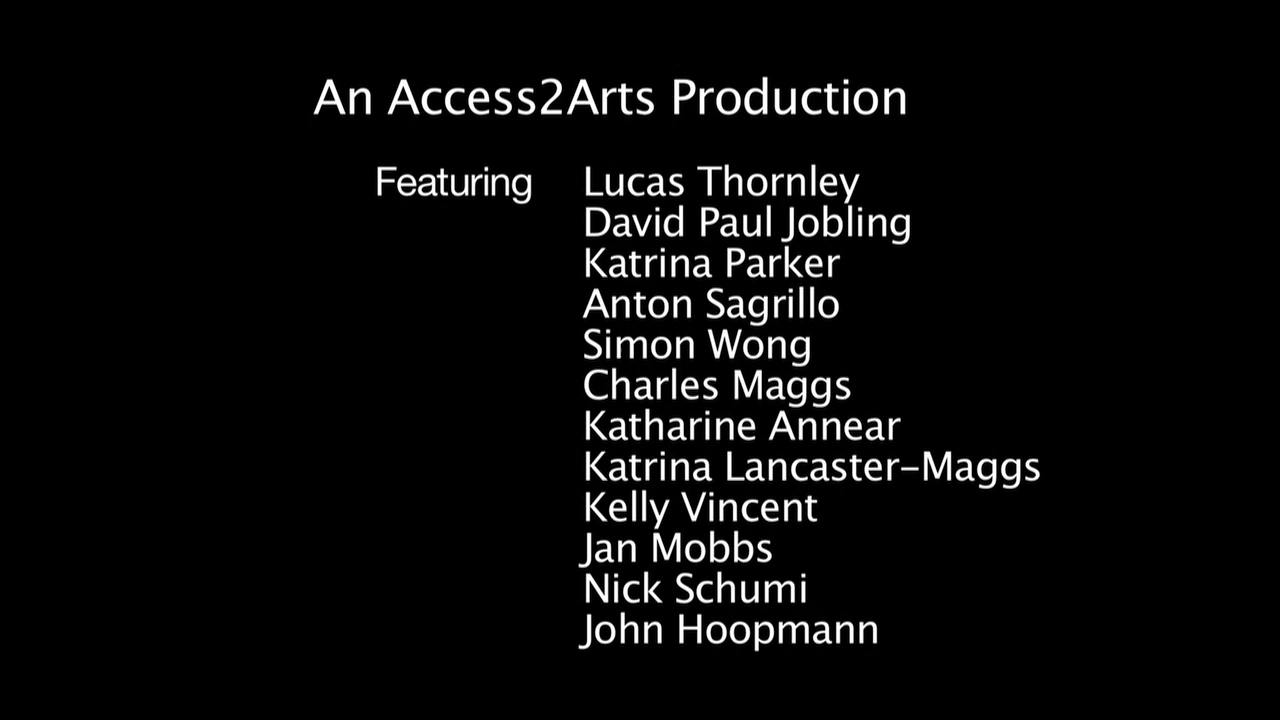 An Access2Arts Production
Featuring Lucas Thornley
David Paul Jobling
Katrina Parker
Anton Sagrillo
Simon Wong
Charles Maggs
Katharine Annear
Katrina Lancaster-Maggs
Kelly Vincent
Jan Mobbs
Nick Schumi
John Hoopmann